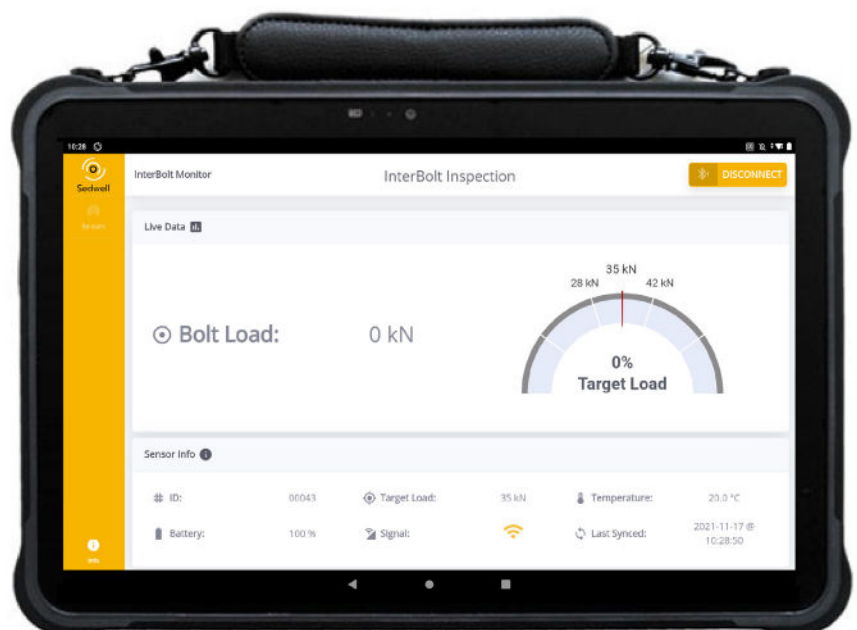 10:28
Sedwell
InterBolt Monitor
InterBolt Inspection
DISCONNECT
Live Data
28 kN
35 kN
42 kN
Bolt Load:
0 kN
0%
Target Load
Sensor Info
ID:
00043
Target Load:
35 kN
Temperature:
20.0 °C
Battery:
100 %
Signal:
Last Synced:
2021-11-17 @
10:28:50